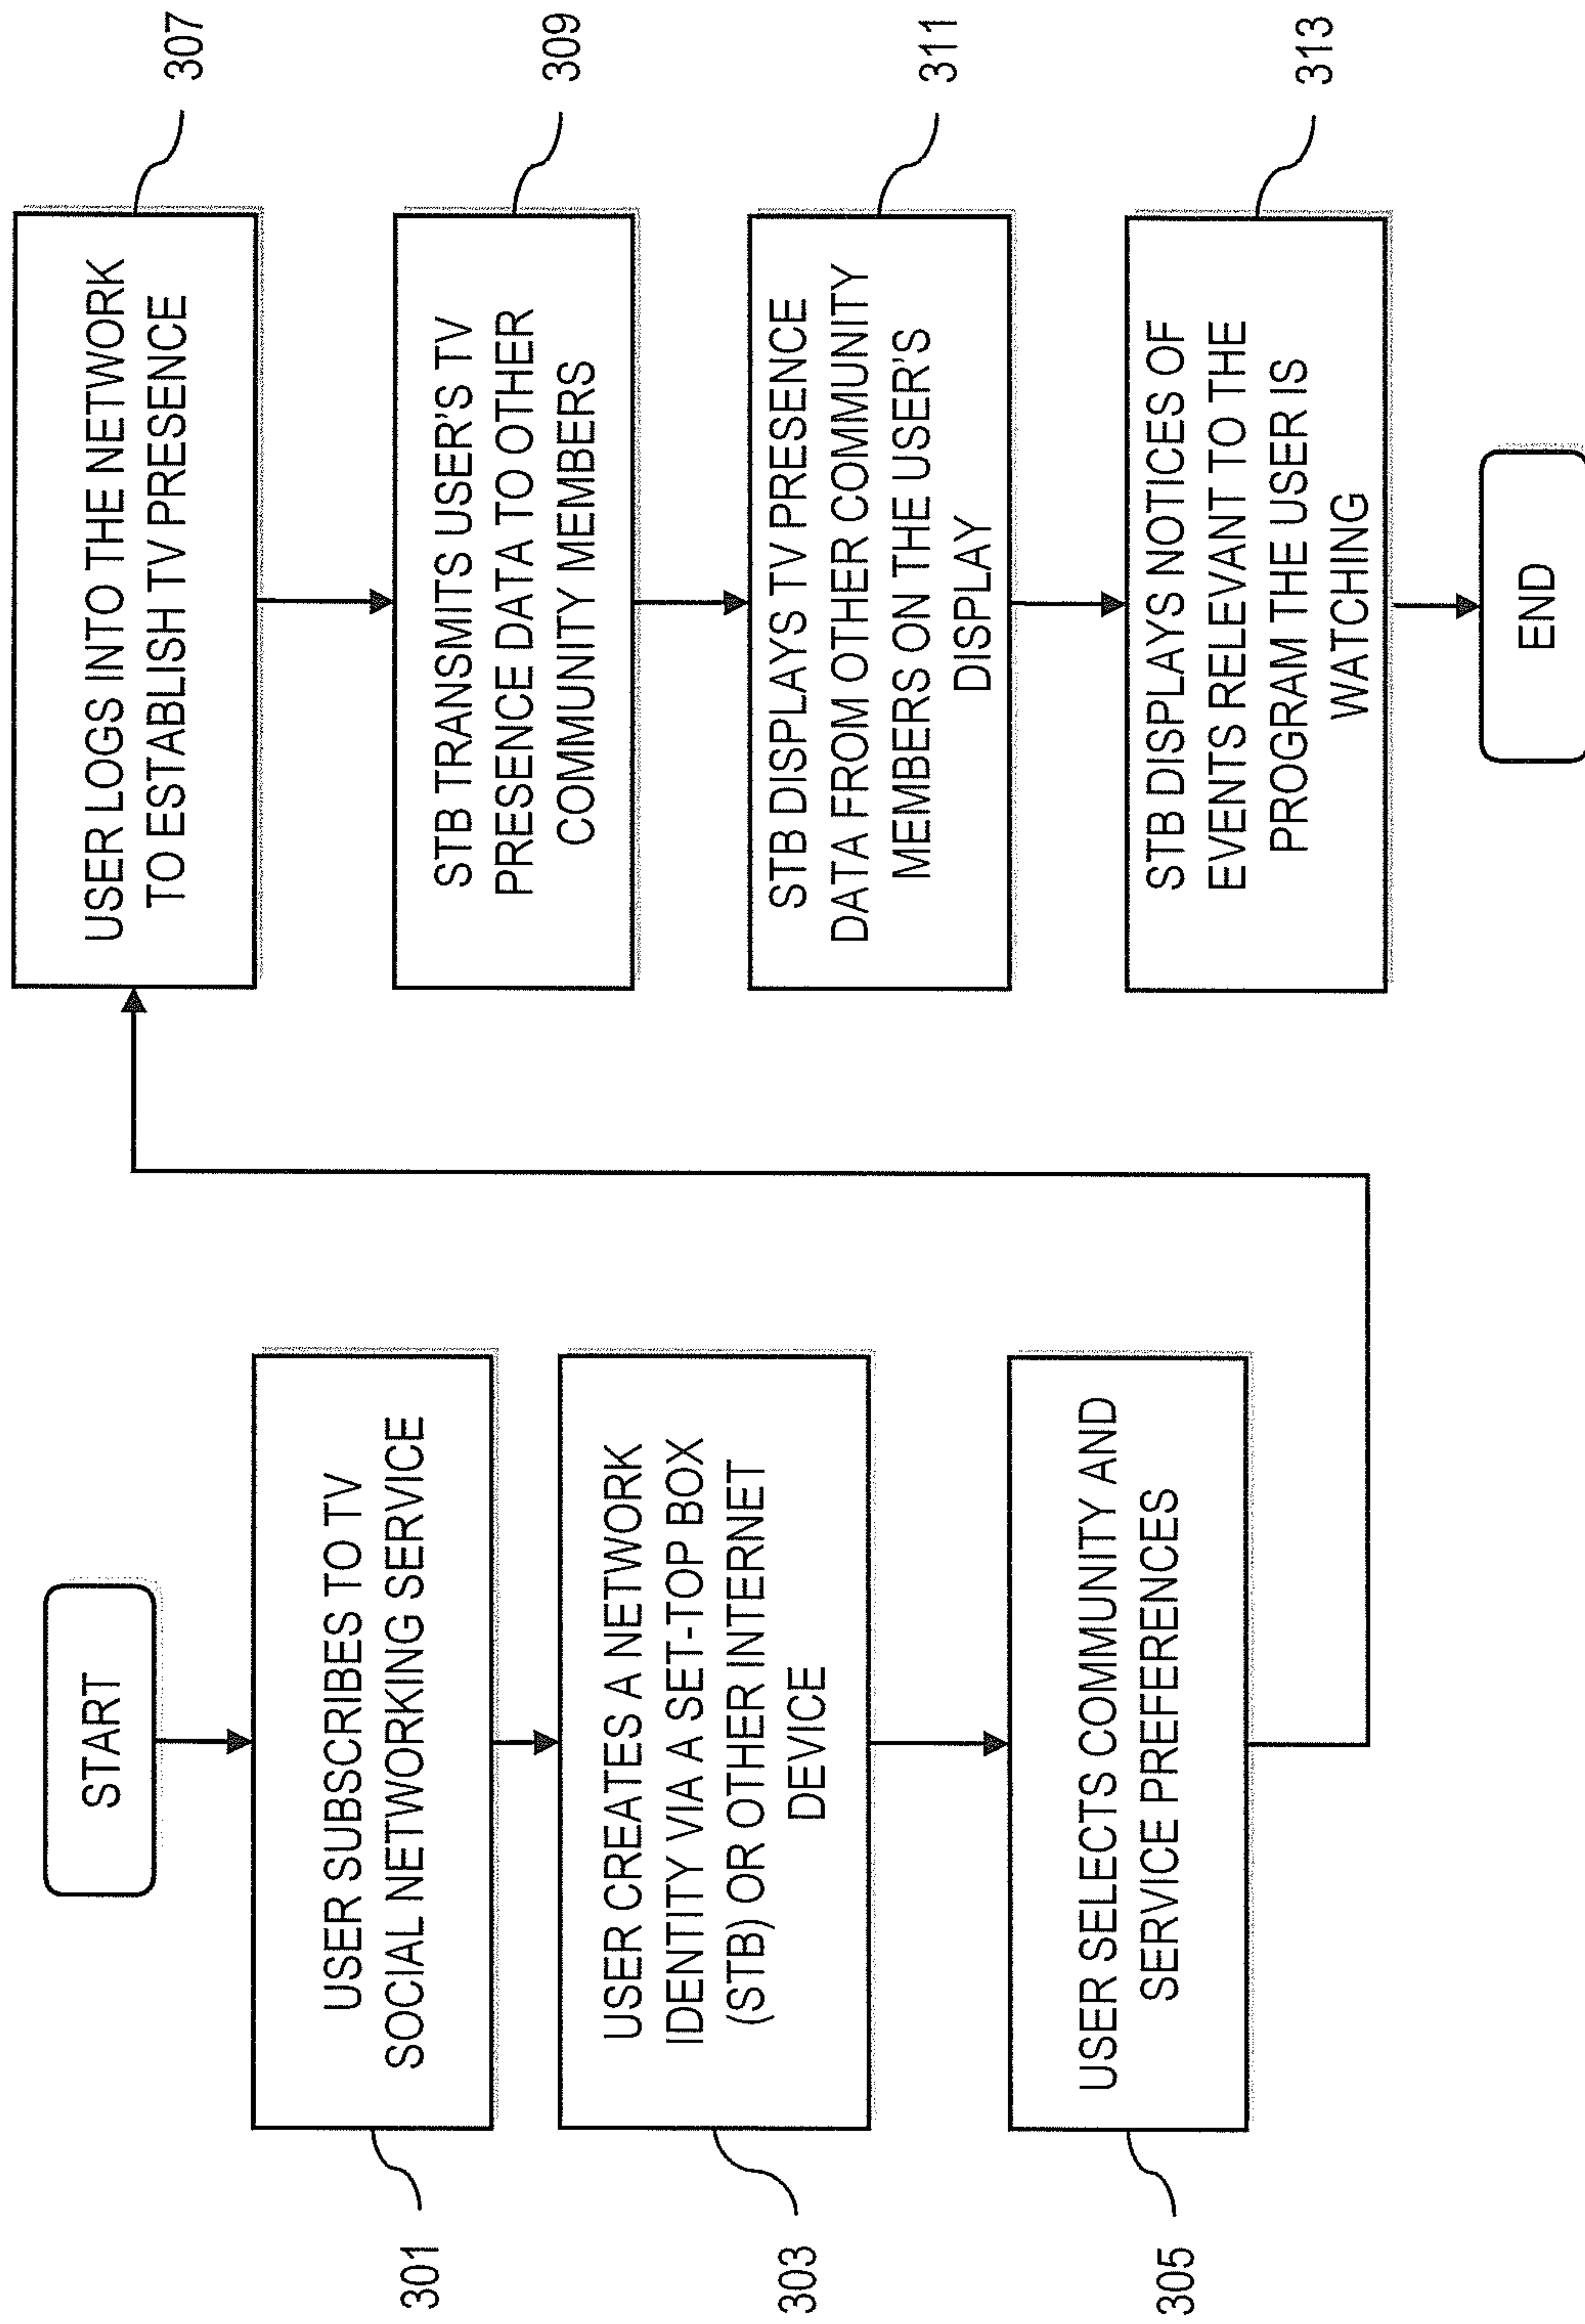 START
301
USER SUBSCRIBES TO TV
SOCIAL NETWORKING SERVICE
303
USER CREATES A NETWORK
IDENTITY VIA A SET-TOP BOX
(STB) OR OTHER INTERNET
DEVICE
305
USER SELECTS COMMUNITY AND
SERVICE PREFERENCES
307
USER LOGS INTO THE NETWORK
TO ESTABLISH TV PRESENCE
309
STB TRANSMITS USER'S TV
PRESENCE DATA TO OTHER
COMMUNITY MEMBERS
311
STB DISPLAYS TV PRESENCE
DATA FROM OTHER COMMUNITY
MEMBERS ON THE USER'S
DISPLAY
313
STB DISPLAYS NOTICES OF
EVENTS RELEVANT TO THE
PROGRAM THE USER IS
WATCHING
END